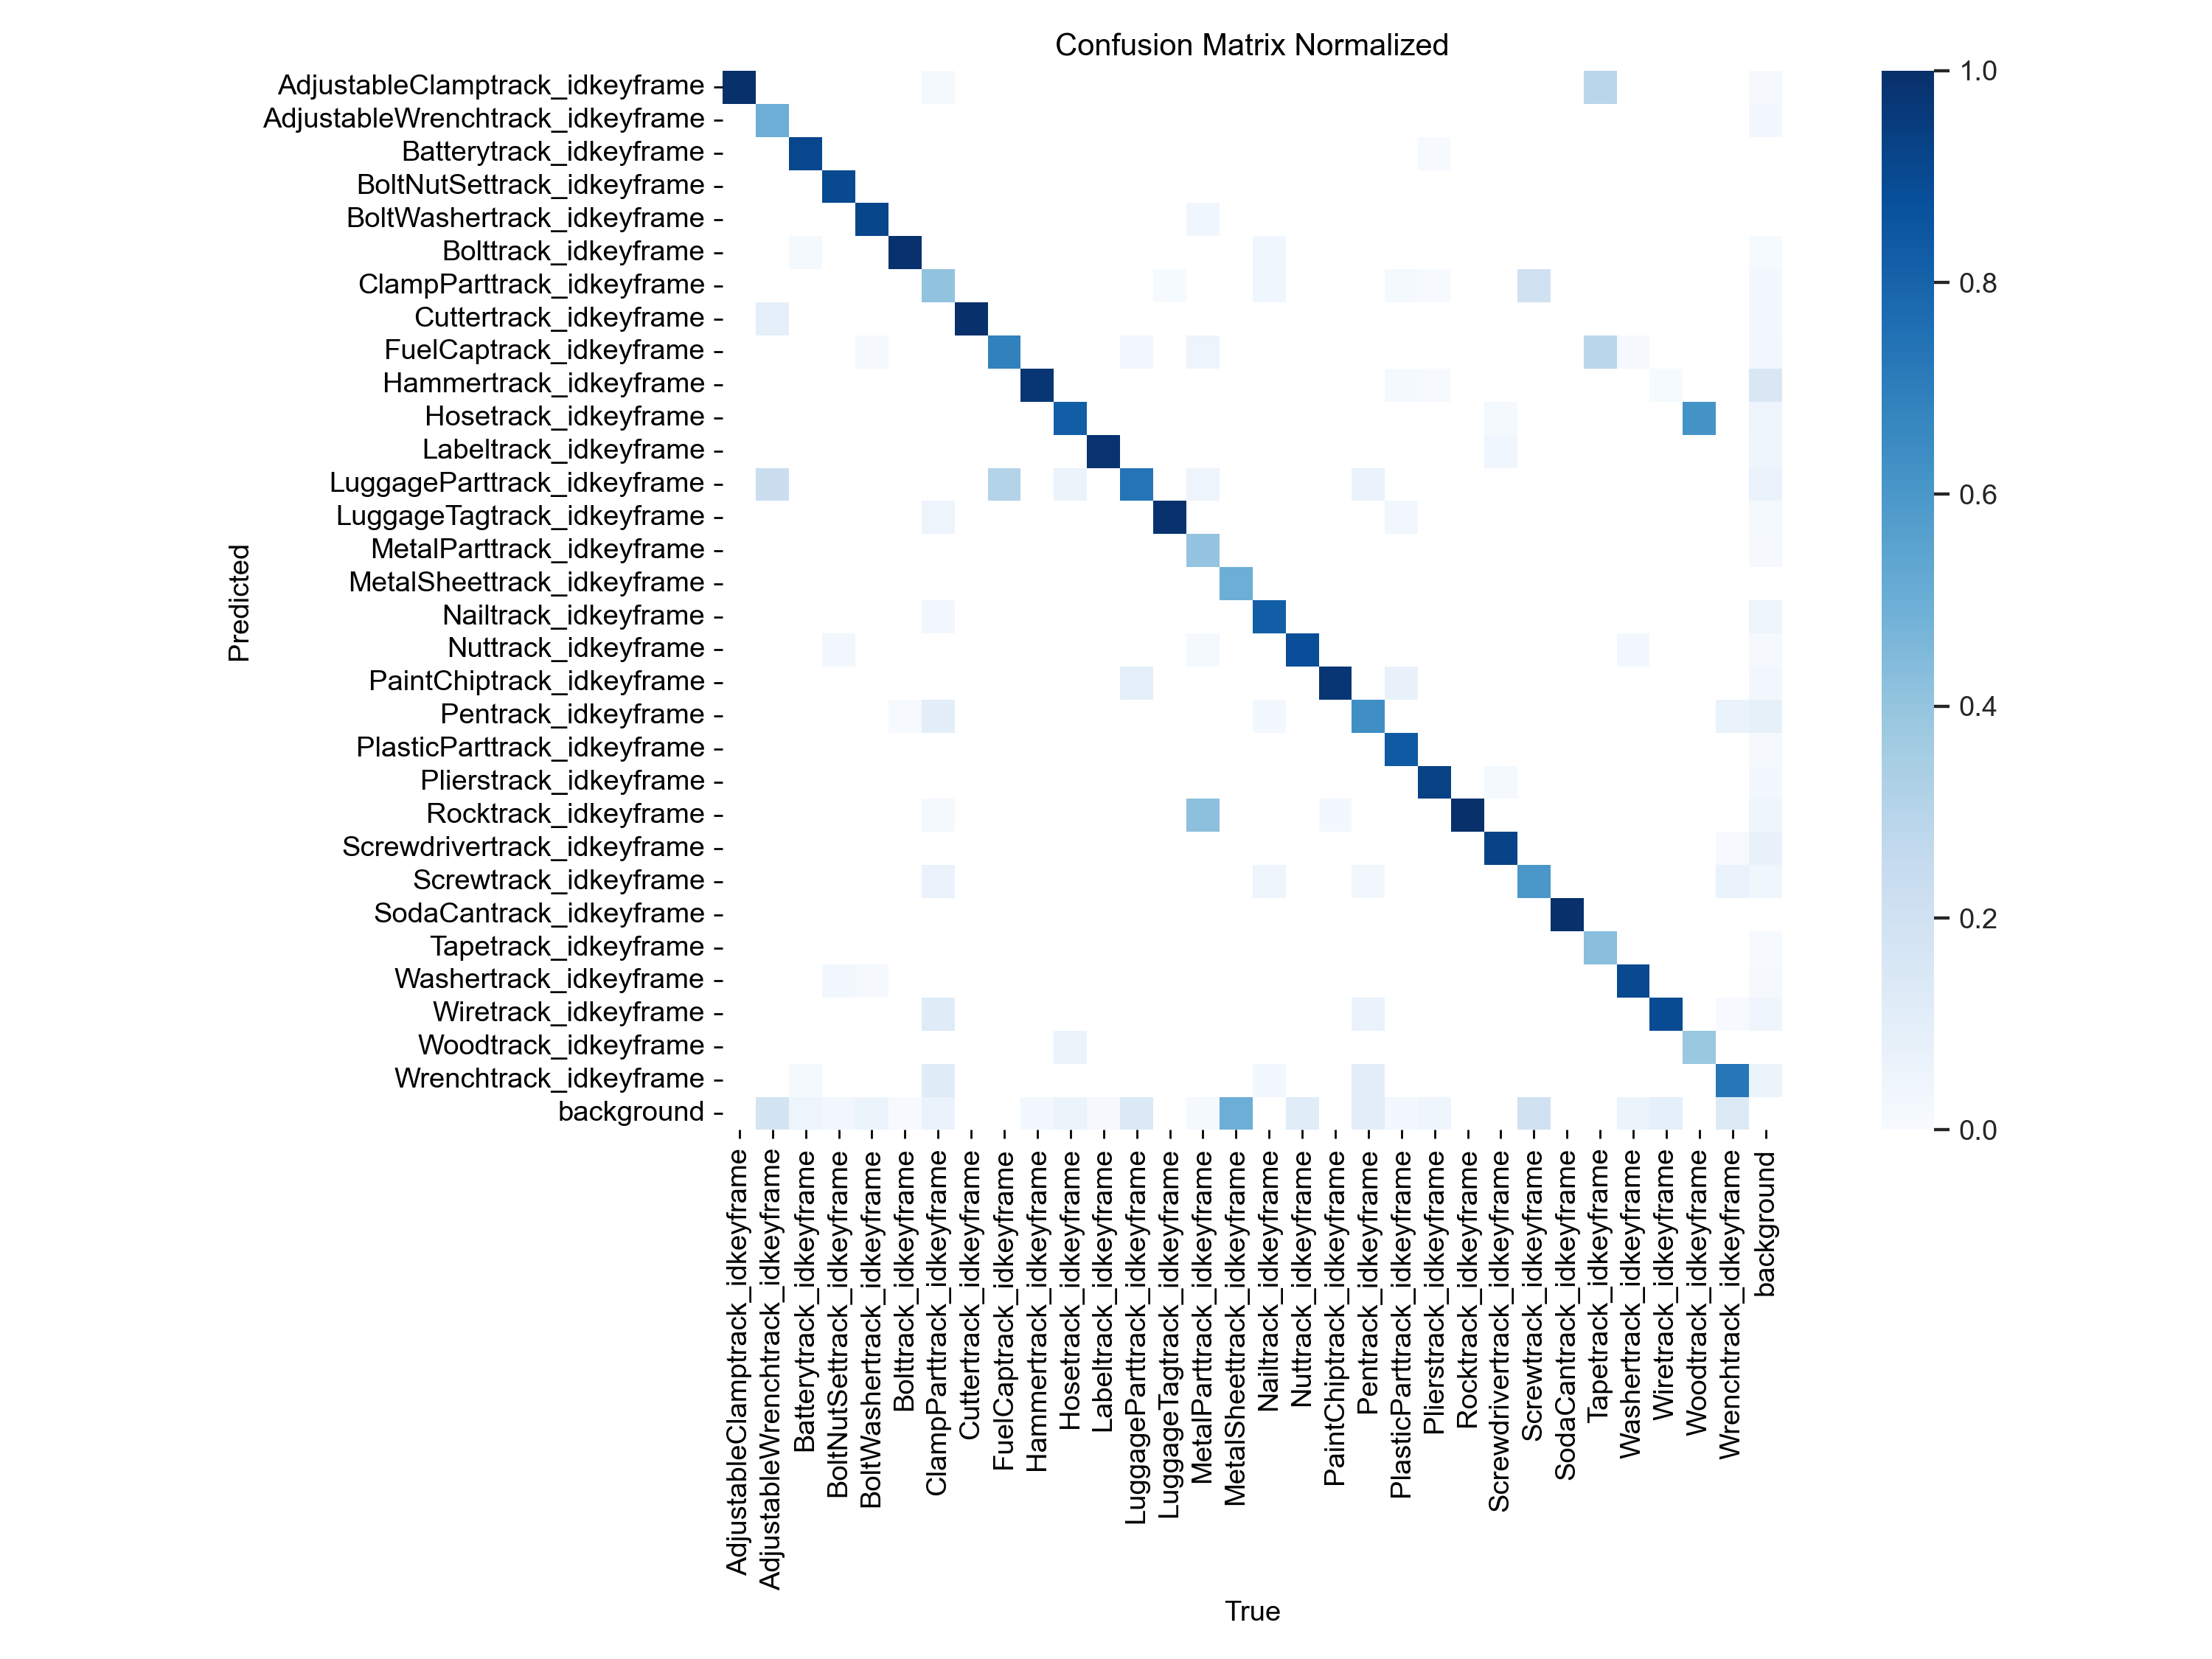 Confusion Matrix Normalized
AdjustableClamptrack_idkeyframe
AdjustableWrenchtrack_idkeyframe
Batterytrack_idkeyframe
BoltNutSettrack_idkeyframe
BoltWashertrack_idkeyframe
Bolttrack_idkeyframe
ClampParttrack_idkeyframe
Cuttertrack_idkeyframe
FuelCaptrack_idkeyframe
Hammertrack_idkeyframe
Hosetrack_idkeyframe
Labeltrack_idkeyframe
LuggageParttrack_idkeyframe
LuggageTagtrack_idkeyframe
MetalParttrack_idkeyframe
MetalSheettrack_idkeyframe
Nailtrack_idkeyframe
Nuttrack_idkeyframe
PaintChiptrack_idkeyframe
Pentrack_idkeyframe
PlasticParttrack_idkeyframe
Plierstrack_idkeyframe
Rocktrack_idkeyframe
Screwdrivertrack_idkeyframe
Screwtrack_idkeyframe
SodaCantrack_idkeyframe
Tapetrack_idkeyframe
Washertrack_idkeyframe
Wiretrack_idkeyframe
Woodtrack_idkeyframe
Wrenchtrack_idkeyframe
background
Predicted
AdjustableClamptrack_idkeyframe
AdjustableWrenchtrack_idkeyframe
Batterytrack_idkeyframe
BoltNutSettrack_idkeyframe
BoltWashertrack_idkeyframe
Bolttrack_idkeyframe
ClampParttrack_idkeyframe
Cuttertrack_idkeyframe
FuelCaptrack_idkeyframe
Hammertrack_idkeyframe
Hosetrack_idkeyframe
Labeltrack_idkeyframe
LuggageParttrack_idkeyframe
LuggageTagtrack_idkeyframe
MetalParttrack_idkeyframe
MetalSheettrack_idkeyframe
Nailtrack_idkeyframe
Nuttrack_idkeyframe
PaintChiptrack_idkeyframe
Pentrack_idkeyframe
PlasticParttrack_idkeyframe
Plierstrack_idkeyframe
Rocktrack_idkeyframe
Screwdrivertrack_idkeyframe
Screwtrack_idkeyframe
SodaCantrack_idkeyframe
Tapetrack_idkeyframe
Washertrack_idkeyframe
Wiretrack_idkeyframe
Woodtrack_idkeyframe
Wrenchtrack_idkeyframe
background
True
1.0
0.8
0.6
0.4
0.2
0.0